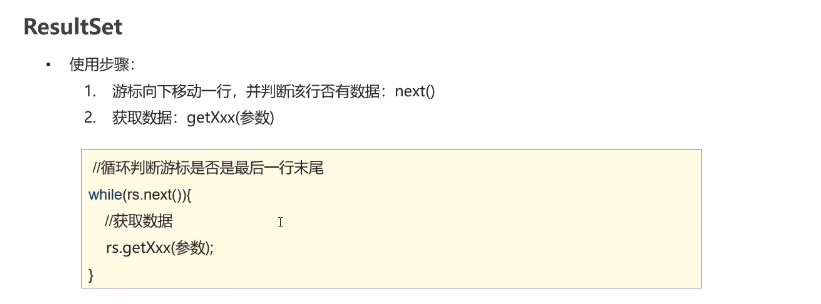 ResultSet
• 使用步骤：
1. 游标向下移动一行，并判断该行否有数据：next()
2. 获取数据：getXxx(参数)
//循环判断游标是否是最后一行末尾
while(rs.next()){
//获取数据
rs.getXxx(参数);
}